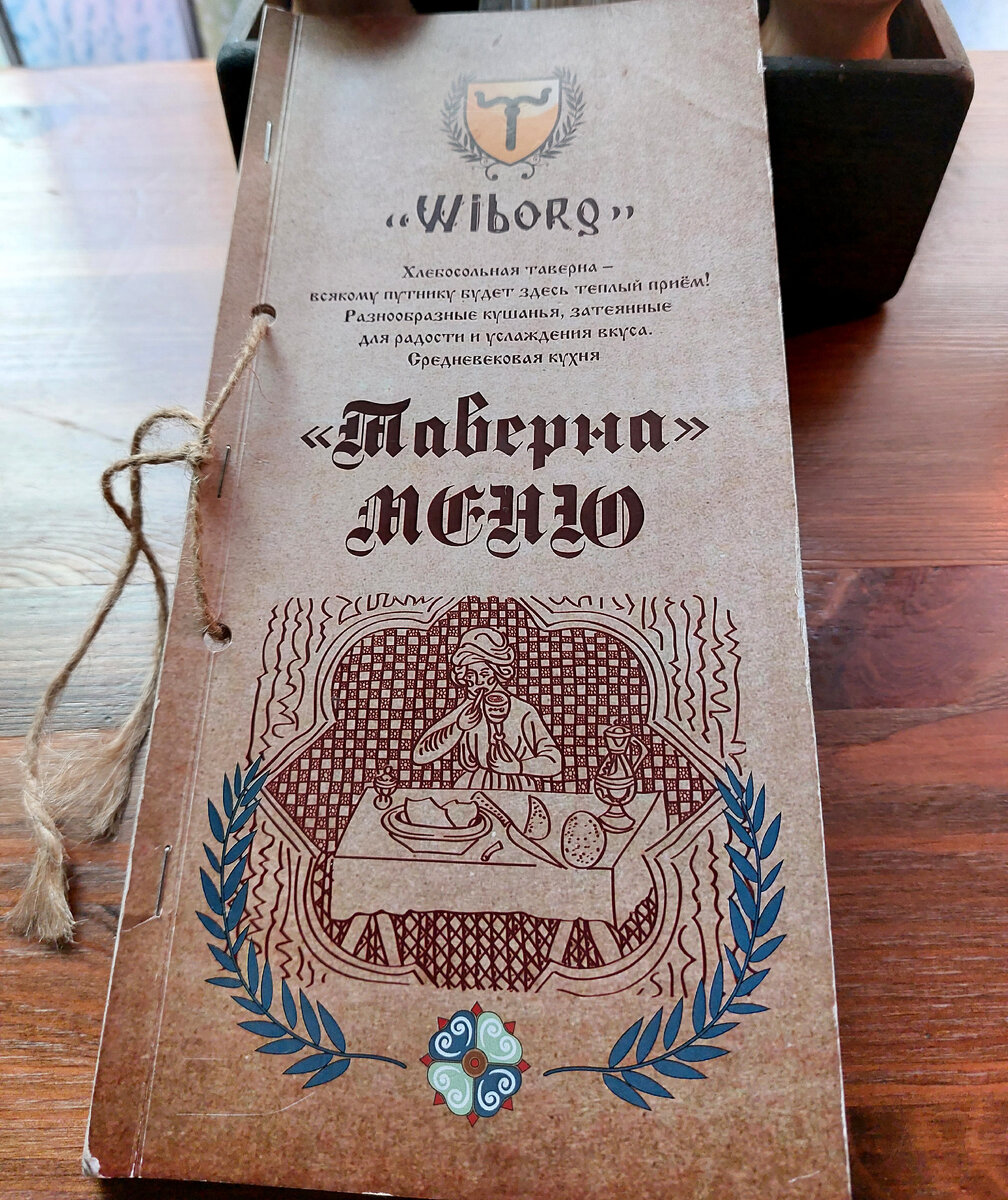 “Wiborg”
Хлебосольная таверна –
всякому путнику будет здесь теплый приём!
Разнообразные кушанья, затеянные
для радости и услаждения вкуса.
Средневековая кухня
«Таверна»
МЕНЮ